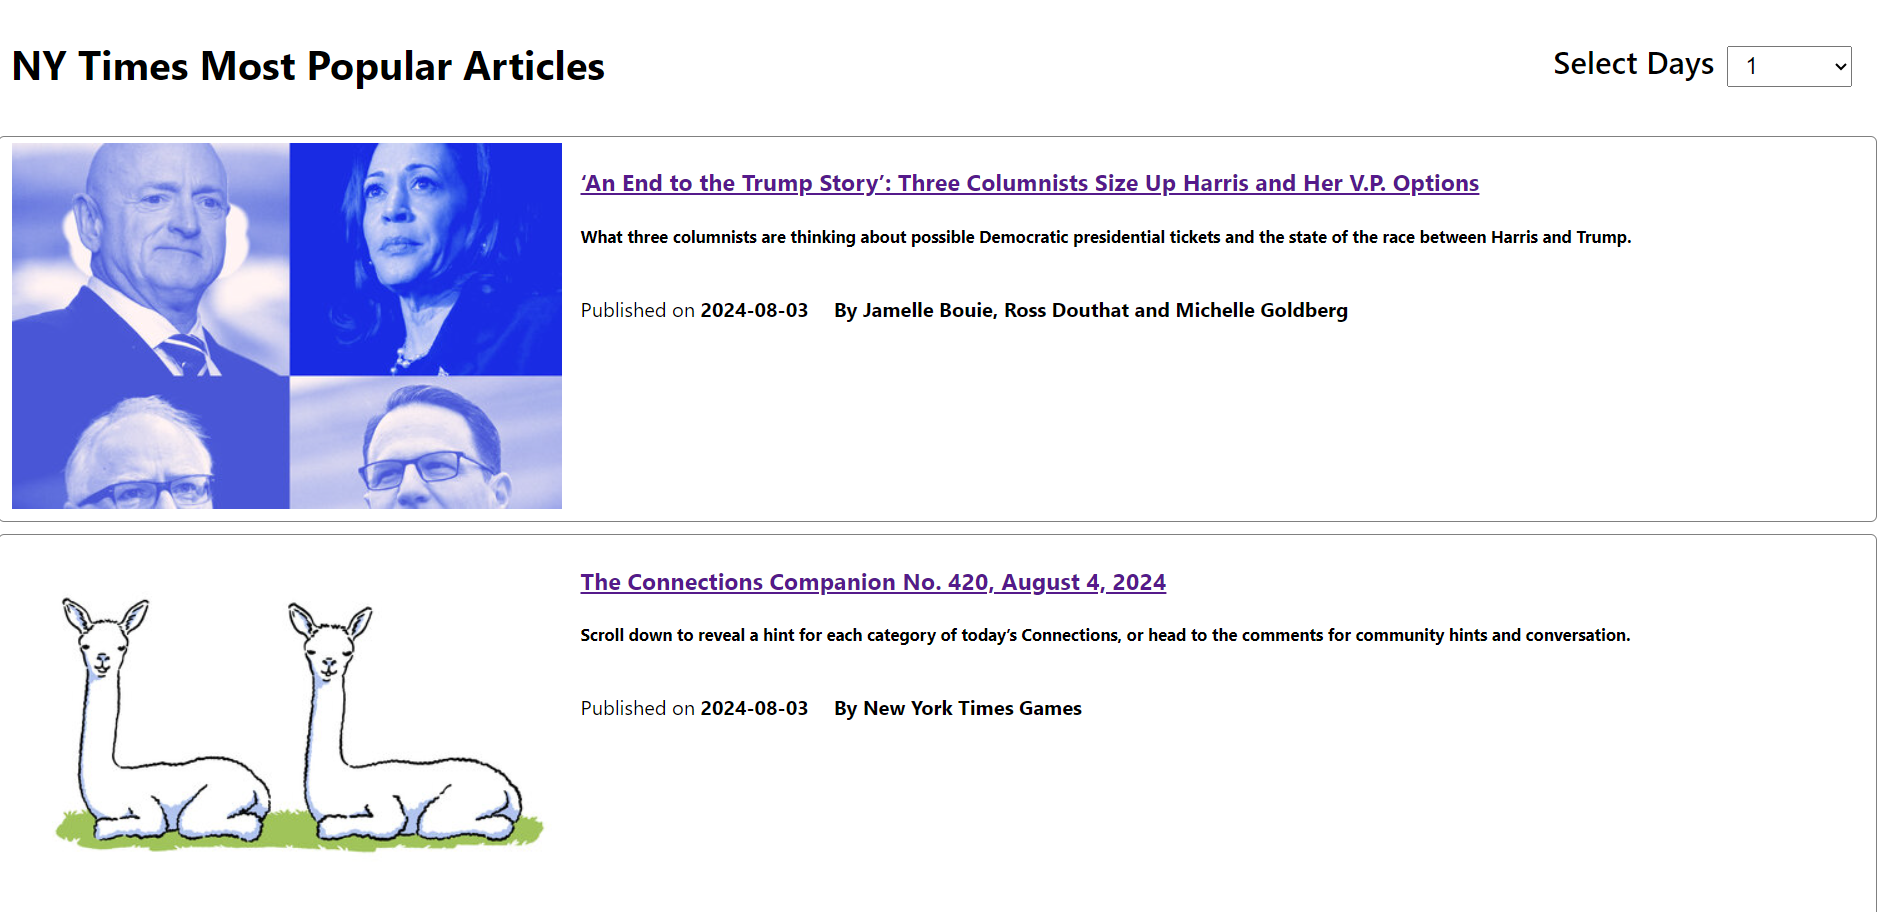 NY Times Most Popular Articles
Select Days 1
‘An End to the Trump Story’: Three Columnists Size Up Harris and Her V.P. Options
What three columnists are thinking about possible Democratic presidential tickets and the state of the race between Harris and Trump.
Published on 2024-08-03 By Jamelle Bouie, Ross Douthat and Michelle Goldberg
The Connections Companion No. 420, August 4, 2024
Scroll down to reveal a hint for each category of today’s Connections, or head to the comments for community hints and conversation.
Published on 2024-08-03 By New York Times Games